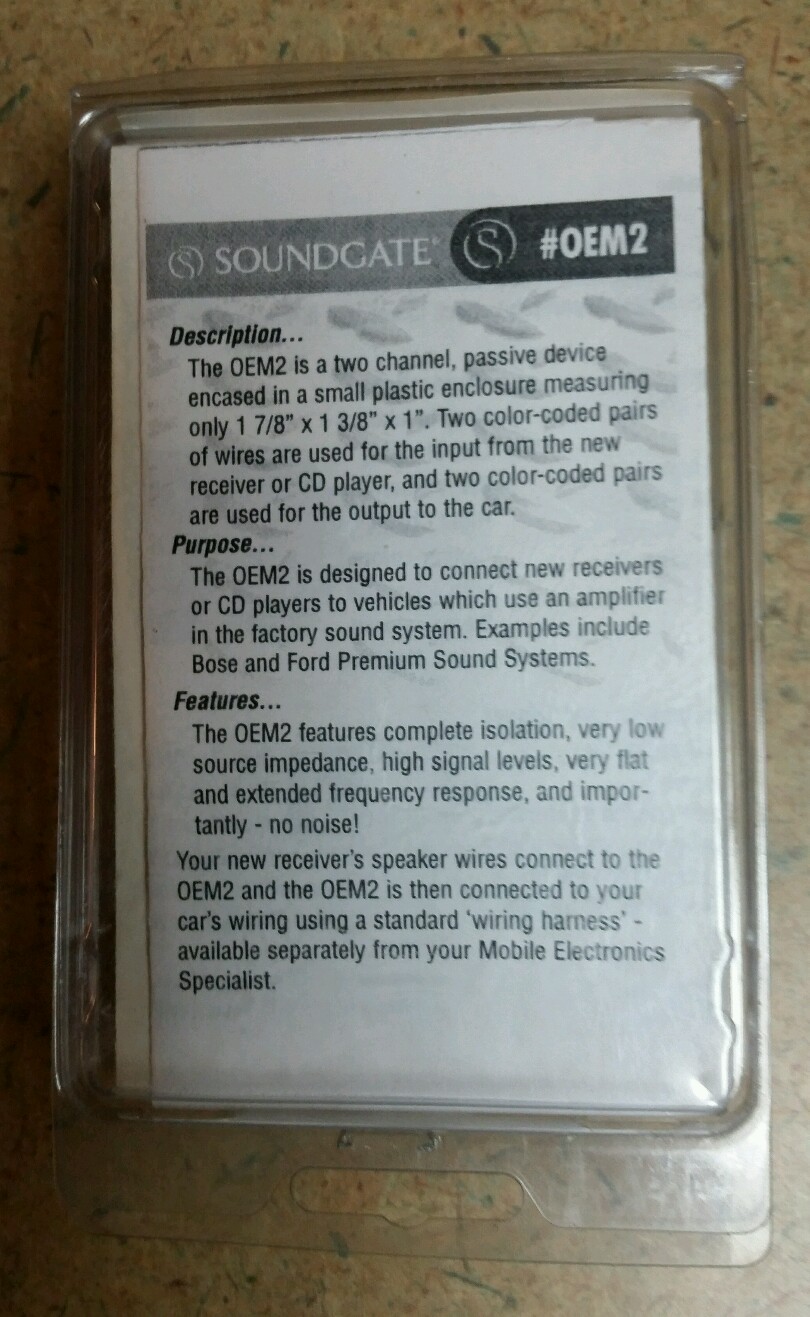 SOUNDGATE® #OEM2
Description...
The OEM2 is a two channel, passive device
encased in a small plastic enclosure measuring
only 1 7/8” x 1 3/8” x 1”. Two color-coded pairs
of wires are used for the input from the new
receiver or CD player, and two color-coded pairs
are used for the output to the car.
Purpose...
The OEM2 is designed to connect new receivers
or CD players to vehicles which use an amplifier
in the factory sound system. Examples include
Bose and Ford Premium Sound Systems.
Features...
The OEM2 features complete isolation, very low
source impedance, high signal levels, very flat
and extended frequency response, and impor-
tantly - no noise!
Your new receiver’s speaker wires connect to the
OEM2 and the OEM2 is then connected to your
car’s wiring using a standard ‘wiring harness’ -
available separately from your Mobile Electronics
Specialist.